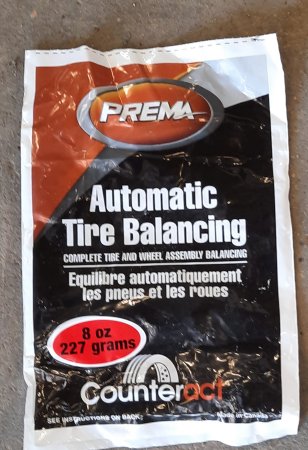 PREMA
Automatic
Tire Balancing
COMPLETE TIRE AND WHEEL ASSEMBLY BALANCING
Equilibre automatiquement
les pneus et les roues
8 oz
227 grams
Counteract
SEE INSTRUCTIONS ON BACK
Made in Canada